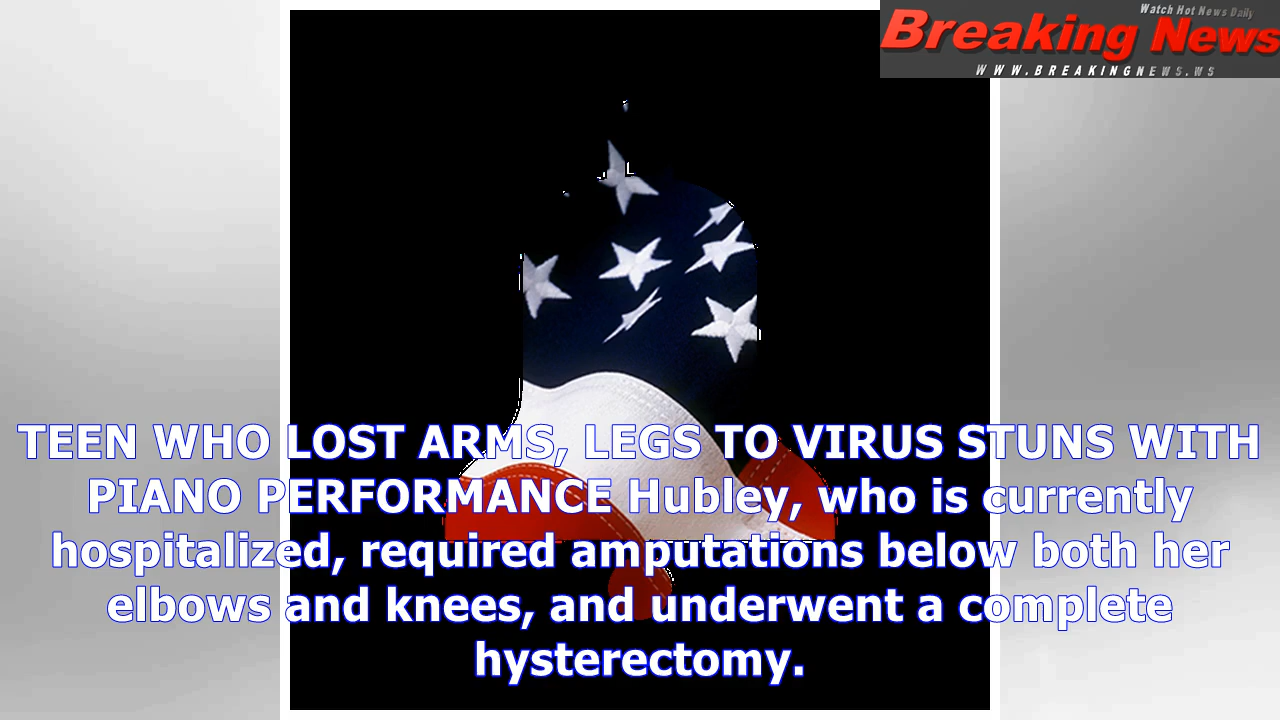 Watch Hot News Daily
Breaking News
WWW.BREAKINGNEWS.WS
TEEN WHO LOST ARMS, LEGS TO VIRUS STUNS WITH
PIANO PERFORMANCE Hubley, who is currently
hospitalized, required amputations below both her
elbows and knees, and underwent a complete
hysterectomy.